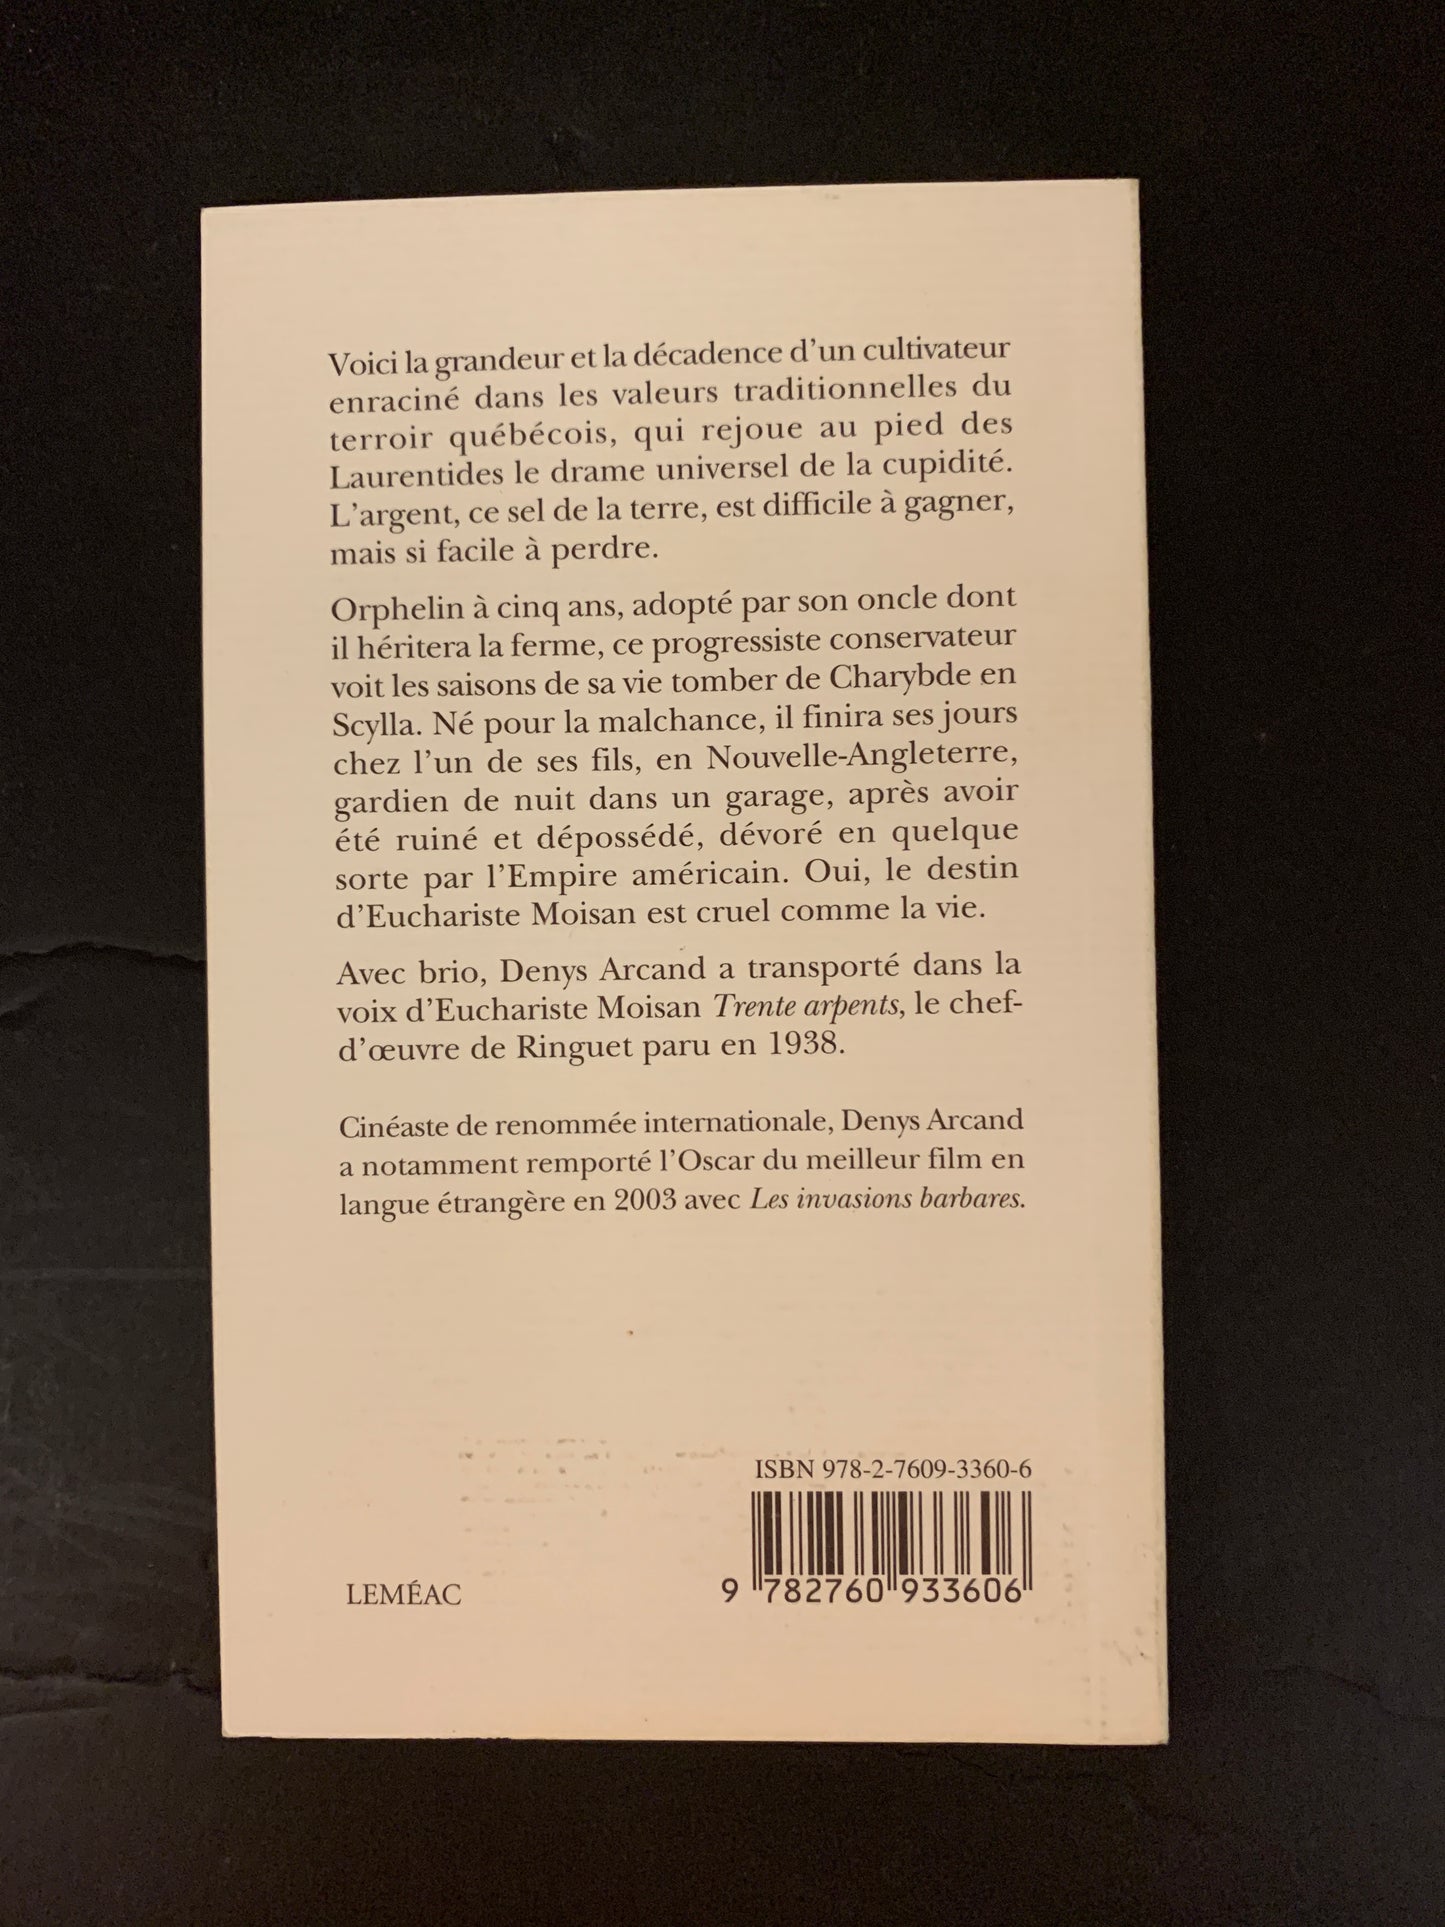 Voici la grandeur et la décadence d'un cultivateur
enraciné dans les valeurs traditionnelles du
terroir québécois, qui rejoue au pied des
Laurentides le drame universel de la cupidité.
L'argent, ce sel de la terre, est difficile à gagner,
mais si facile à perdre.
Orphelin à cinq ans, adopté par son oncle dont
il héritera la ferme, ce progressiste conservateur
voit les saisons de sa vie tomber de Charybde en
Scylla. Né pour la malchance, il finira ses jours
chez l'un de ses fils, en Nouvelle-Angleterre,
gardien de nuit dans un garage, après avoir
été ruiné et dépossédé, dévoré en quelque
sorte par l'Empire américain. Oui, le destin
d'Euchariste Moisan est cruel comme la vie.
Avec brio, Denys Arcand a transporté dans la
voix d'Euchariste Moisan Trente arpents, le chef-
d'œuvre de Ringuet paru en 1938.
Cinéaste de renommée internationale, Denys Arcand
a notamment remporté l'Oscar du meilleur film en
langue étrangère en 2003 avec Les invasions barbares.
ISBN 978-2-7609-3360-6
9 782760 933606
LEMÉAC